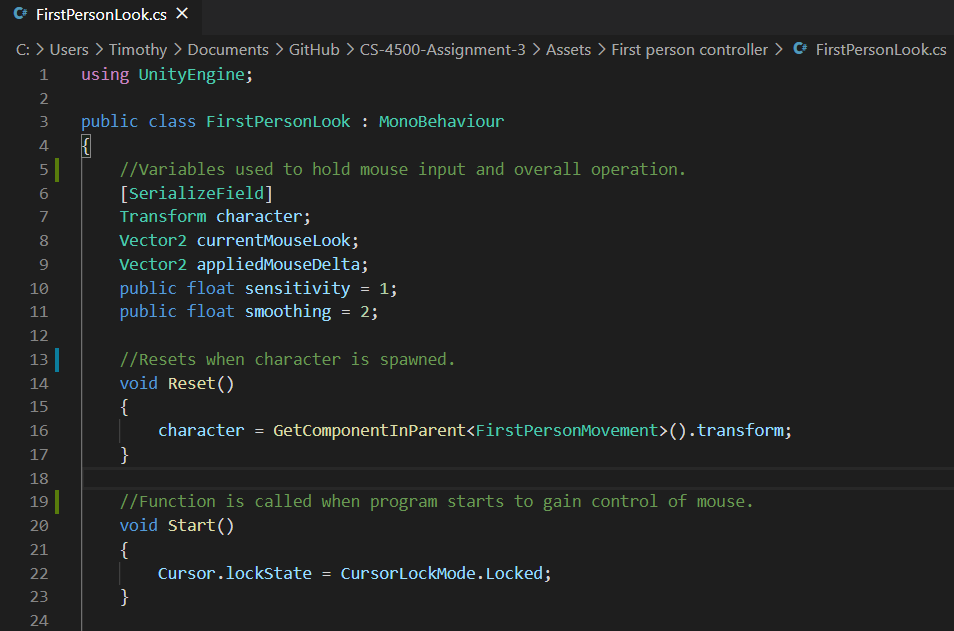 C# FirstPersonLook.cs ×
C: > Users > Timothy > Documents > GitHub > CS-4500-Assignment-3 > Assets > First person controller > C# FirstPersonLook.cs
1 using UnityEngine;
2
3 public class FirstPersonLook : MonoBehaviour
4 {
5     //Variables used to hold mouse input and overall operation.
6     [SerializeField]
7     Transform character;
8     Vector2 currentMouseLook;
9     Vector2 appliedMouseDelta;
10     public float sensitivity = 1;
11     public float smoothing = 2;
12
13     //Resets when character is spawned.
14     void Reset()
15     {
16         character = GetComponentInParent<FirstPersonMovement>().transform;
17     }
18
19     //Function is called when program starts to gain control of mouse.
20     void Start()
21     {
22         Cursor.lockState = CursorLockMode.Locked;
23     }
24